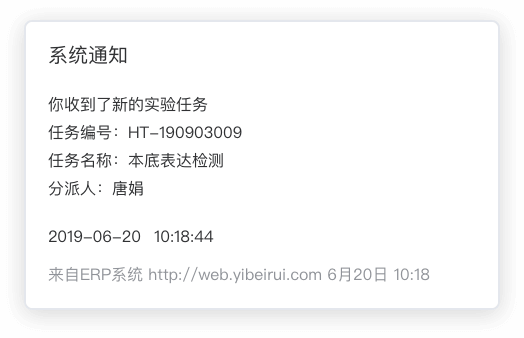 系统通知
你收到了新的实验任务
任务编号：HT-190903009
任务名称：本底表达检测
分派人：唐娟
2019-06-20 10:18:44
来自ERP系统 http://web.yibeirui.com 6月20日 10:18